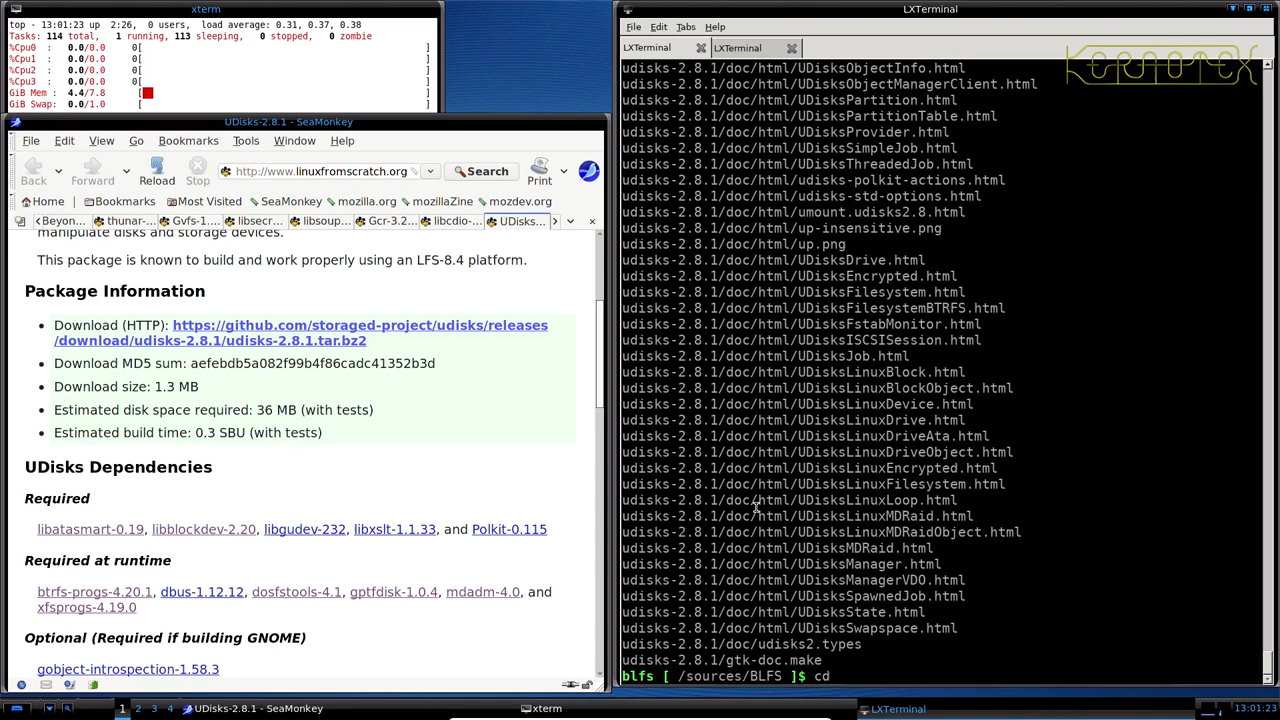 xterm
top - 13:01:23 up  2:26,  0 users,  load average: 0.31, 0.37, 0.38
Tasks: 114 total,   1 running, 113 sleeping,   0 stopped,   0 zombie
%Cpu0  :   0.0/0.0     0[                    ]
%Cpu1  :   0.0/0.0     0[                    ]
%Cpu2  :   0.0/0.0     0[                    ]
%Cpu3  :   0.0/0.0     0[                    ]
GiB Mem :  4.4/7.8      [                    ]
GiB Swap:  0.0/1.0      [                    ]
UDisks-2.8.1 - SeaMonkey
File Edit View Go Bookmarks Tools Window Help
Back Forward Reload Stop http://www.linuxfromscratch.org Search Print
Home Bookmarks Most Visited SeaMonkey mozilla.org mozillaZine mozdev.org
Beyon... thunar-... Gvfs-1.... libsecr... libsoup... Gcr-3.2... libcdio-... UDisks...
manipulate disks and storage devices.
This package is known to build and work properly using an LFS-8.4 platform.
Package Information
Download (HTTP): https://github.com/storaged-project/udisks/releases
/download/udisks-2.8.1/udisks-2.8.1.tar.bz2
Download MD5 sum: aefebdb5a082f99b4f86cadc41352b3d
Download size: 1.3 MB
Estimated disk space required: 36 MB (with tests)
Estimated build time: 0.3 SBU (with tests)
UDisks Dependencies
Required
libatasmart-0.19, libblockdev-2.20, libgudev-232, libxslt-1.1.33, and Polkit-0.115
Required at runtime
btrfs-progs-4.20.1, dbus-1.12.12, dosfstools-4.1, gptfdisk-1.0.4, mdadm-4.0, and
xfsprogs-4.19.0
Optional (Required if building GNOME)
gobject-introspection-1.58.3
LXTerminal
File Edit Tabs Help
LXTerminal LXTerminal
KERNOTEX
udisks-2.8.1/doc/html/UDisksObjectInfo.html
udisks-2.8.1/doc/html/UDisksObjectManagerClient.html
udisks-2.8.1/doc/html/UDisksPartition.html
udisks-2.8.1/doc/html/UDisksPartitionTable.html
udisks-2.8.1/doc/html/UDisksProvider.html
udisks-2.8.1/doc/html/UDisksSimpleJob.html
udisks-2.8.1/doc/html/UDisksThreadedJob.html
udisks-2.8.1/doc/html/udisks-polkit-actions.html
udisks-2.8.1/doc/html/udisks-std-options.html
udisks-2.8.1/doc/html/umount.udisks2.8.html
udisks-2.8.1/doc/html/up-insensitive.png
udisks-2.8.1/doc/html/up.png
udisks-2.8.1/doc/html/UDisksDrive.html
udisks-2.8.1/doc/html/UDisksEncrypted.html
udisks-2.8.1/doc/html/UDisksFilesystem.html
udisks-2.8.1/doc/html/UDisksFilesystemBTRFS.html
udisks-2.8.1/doc/html/UDisksFstabMonitor.html
udisks-2.8.1/doc/html/UDisksISCSISession.html
udisks-2.8.1/doc/html/UDisksJob.html
udisks-2.8.1/doc/html/UDisksLinuxBlock.html
udisks-2.8.1/doc/html/UDisksLinuxBlockObject.html
udisks-2.8.1/doc/html/UDisksLinuxDevice.html
udisks-2.8.1/doc/html/UDisksLinuxDrive.html
udisks-2.8.1/doc/html/UDisksLinuxDriveAta.html
udisks-2.8.1/doc/html/UDisksLinuxDriveObject.html
udisks-2.8.1/doc/html/UDisksLinuxEncrypted.html
udisks-2.8.1/doc/html/UDisksLinuxFilesystem.html
udisks-2.8.1/doc/html/UDisksLinuxLoop.html
udisks-2.8.1/doc/html/UDisksLinuxMDRaid.html
udisks-2.8.1/doc/html/UDisksLinuxMDRaidObject.html
udisks-2.8.1/doc/html/UDisksMDRaid.html
udisks-2.8.1/doc/html/UDisksManager.html
udisks-2.8.1/doc/html/UDisksManagerVDO.html
udisks-2.8.1/doc/html/UDisksSpawnedJob.html
udisks-2.8.1/doc/html/UDisksState.html
udisks-2.8.1/doc/html/UDisksSwapspace.html
udisks-2.8.1/doc/udisks2.types
udisks-2.8.1/gtk-doc.make
blfs [ /sources/BLFS ]$ cd
1 2 3 4 UDisks-2.8.1 - SeaMonkey xterm LXTerminal 13:01:23